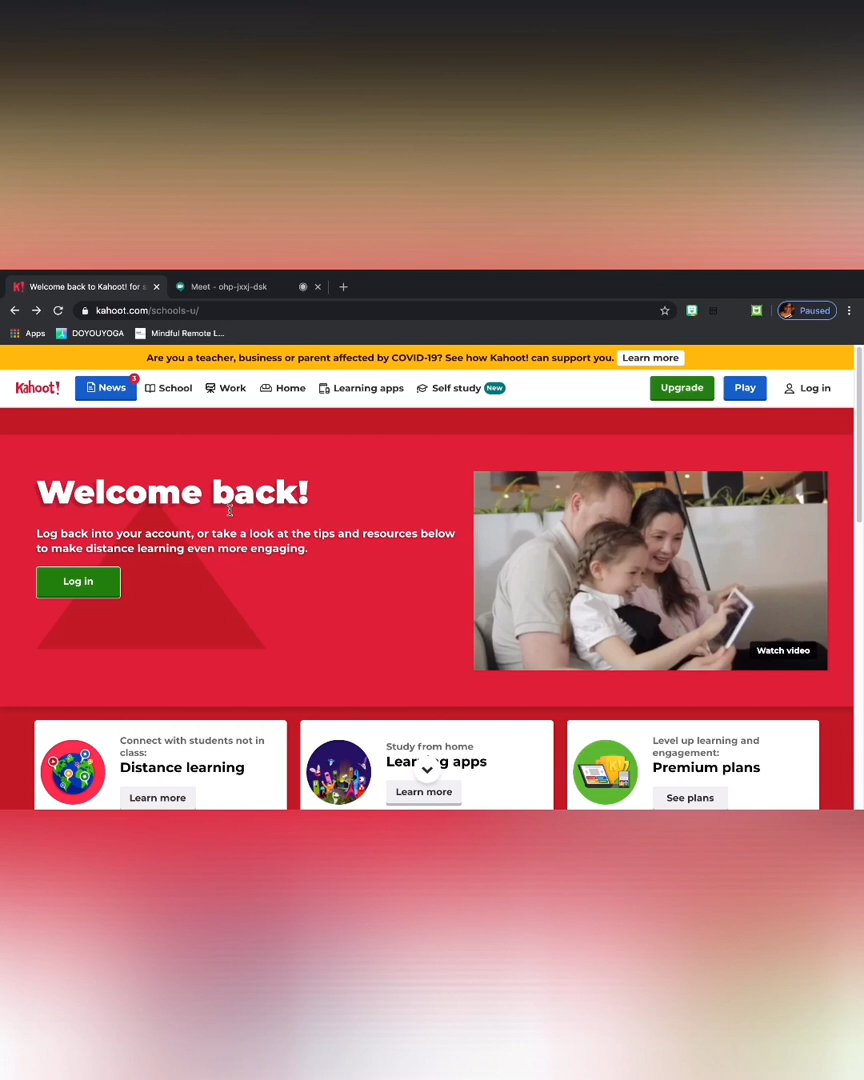 Welcome back to Kahoot! for s
Meet - ohp-jxxj-dsk
kahoot.com/schools-u/
Paused
Apps
DOYOUYOGA
Mindful Remote L...
Are you a teacher, business or parent affected by COVID-19? See how Kahoot! can support you.
Learn more
Kahoot!
News
3
School
Work
Home
Learning apps
Self study
New
Upgrade
Play
Log in
Welcome back!
Log back into your account, or take a look at the tips and resources below
to make distance learning even more engaging.
Log in
Watch video
Connect with students not in
class:
Distance learning
Learn more
Study from home
Learning apps
Learn more
Level up learning and
engagement:
Premium plans
See plans